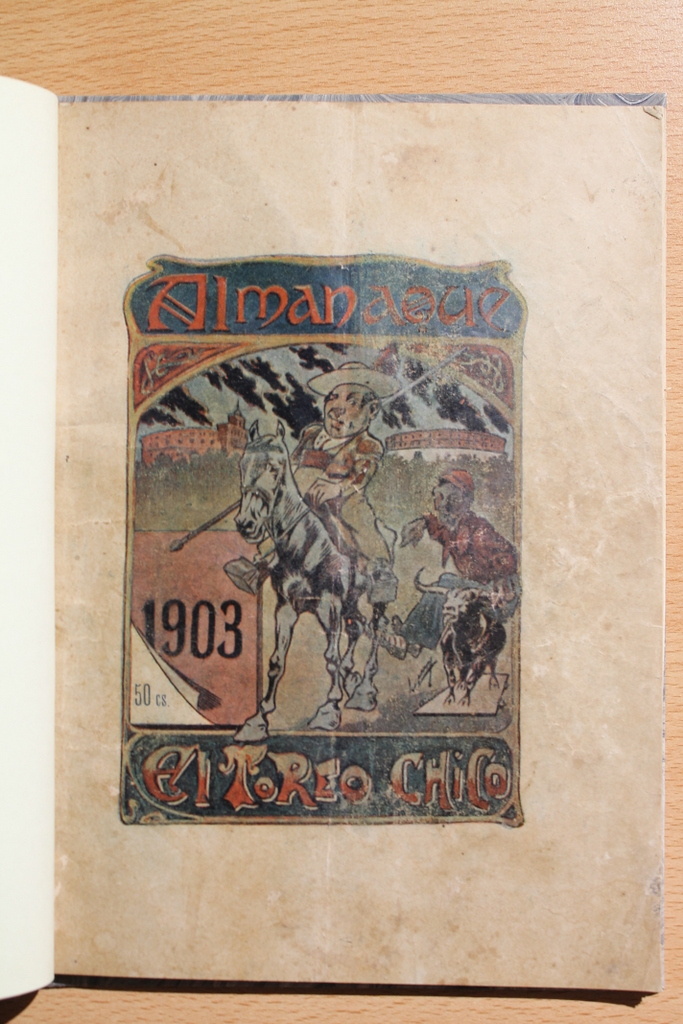 Almanaque
1903
50 cs.
El Toreo Chico